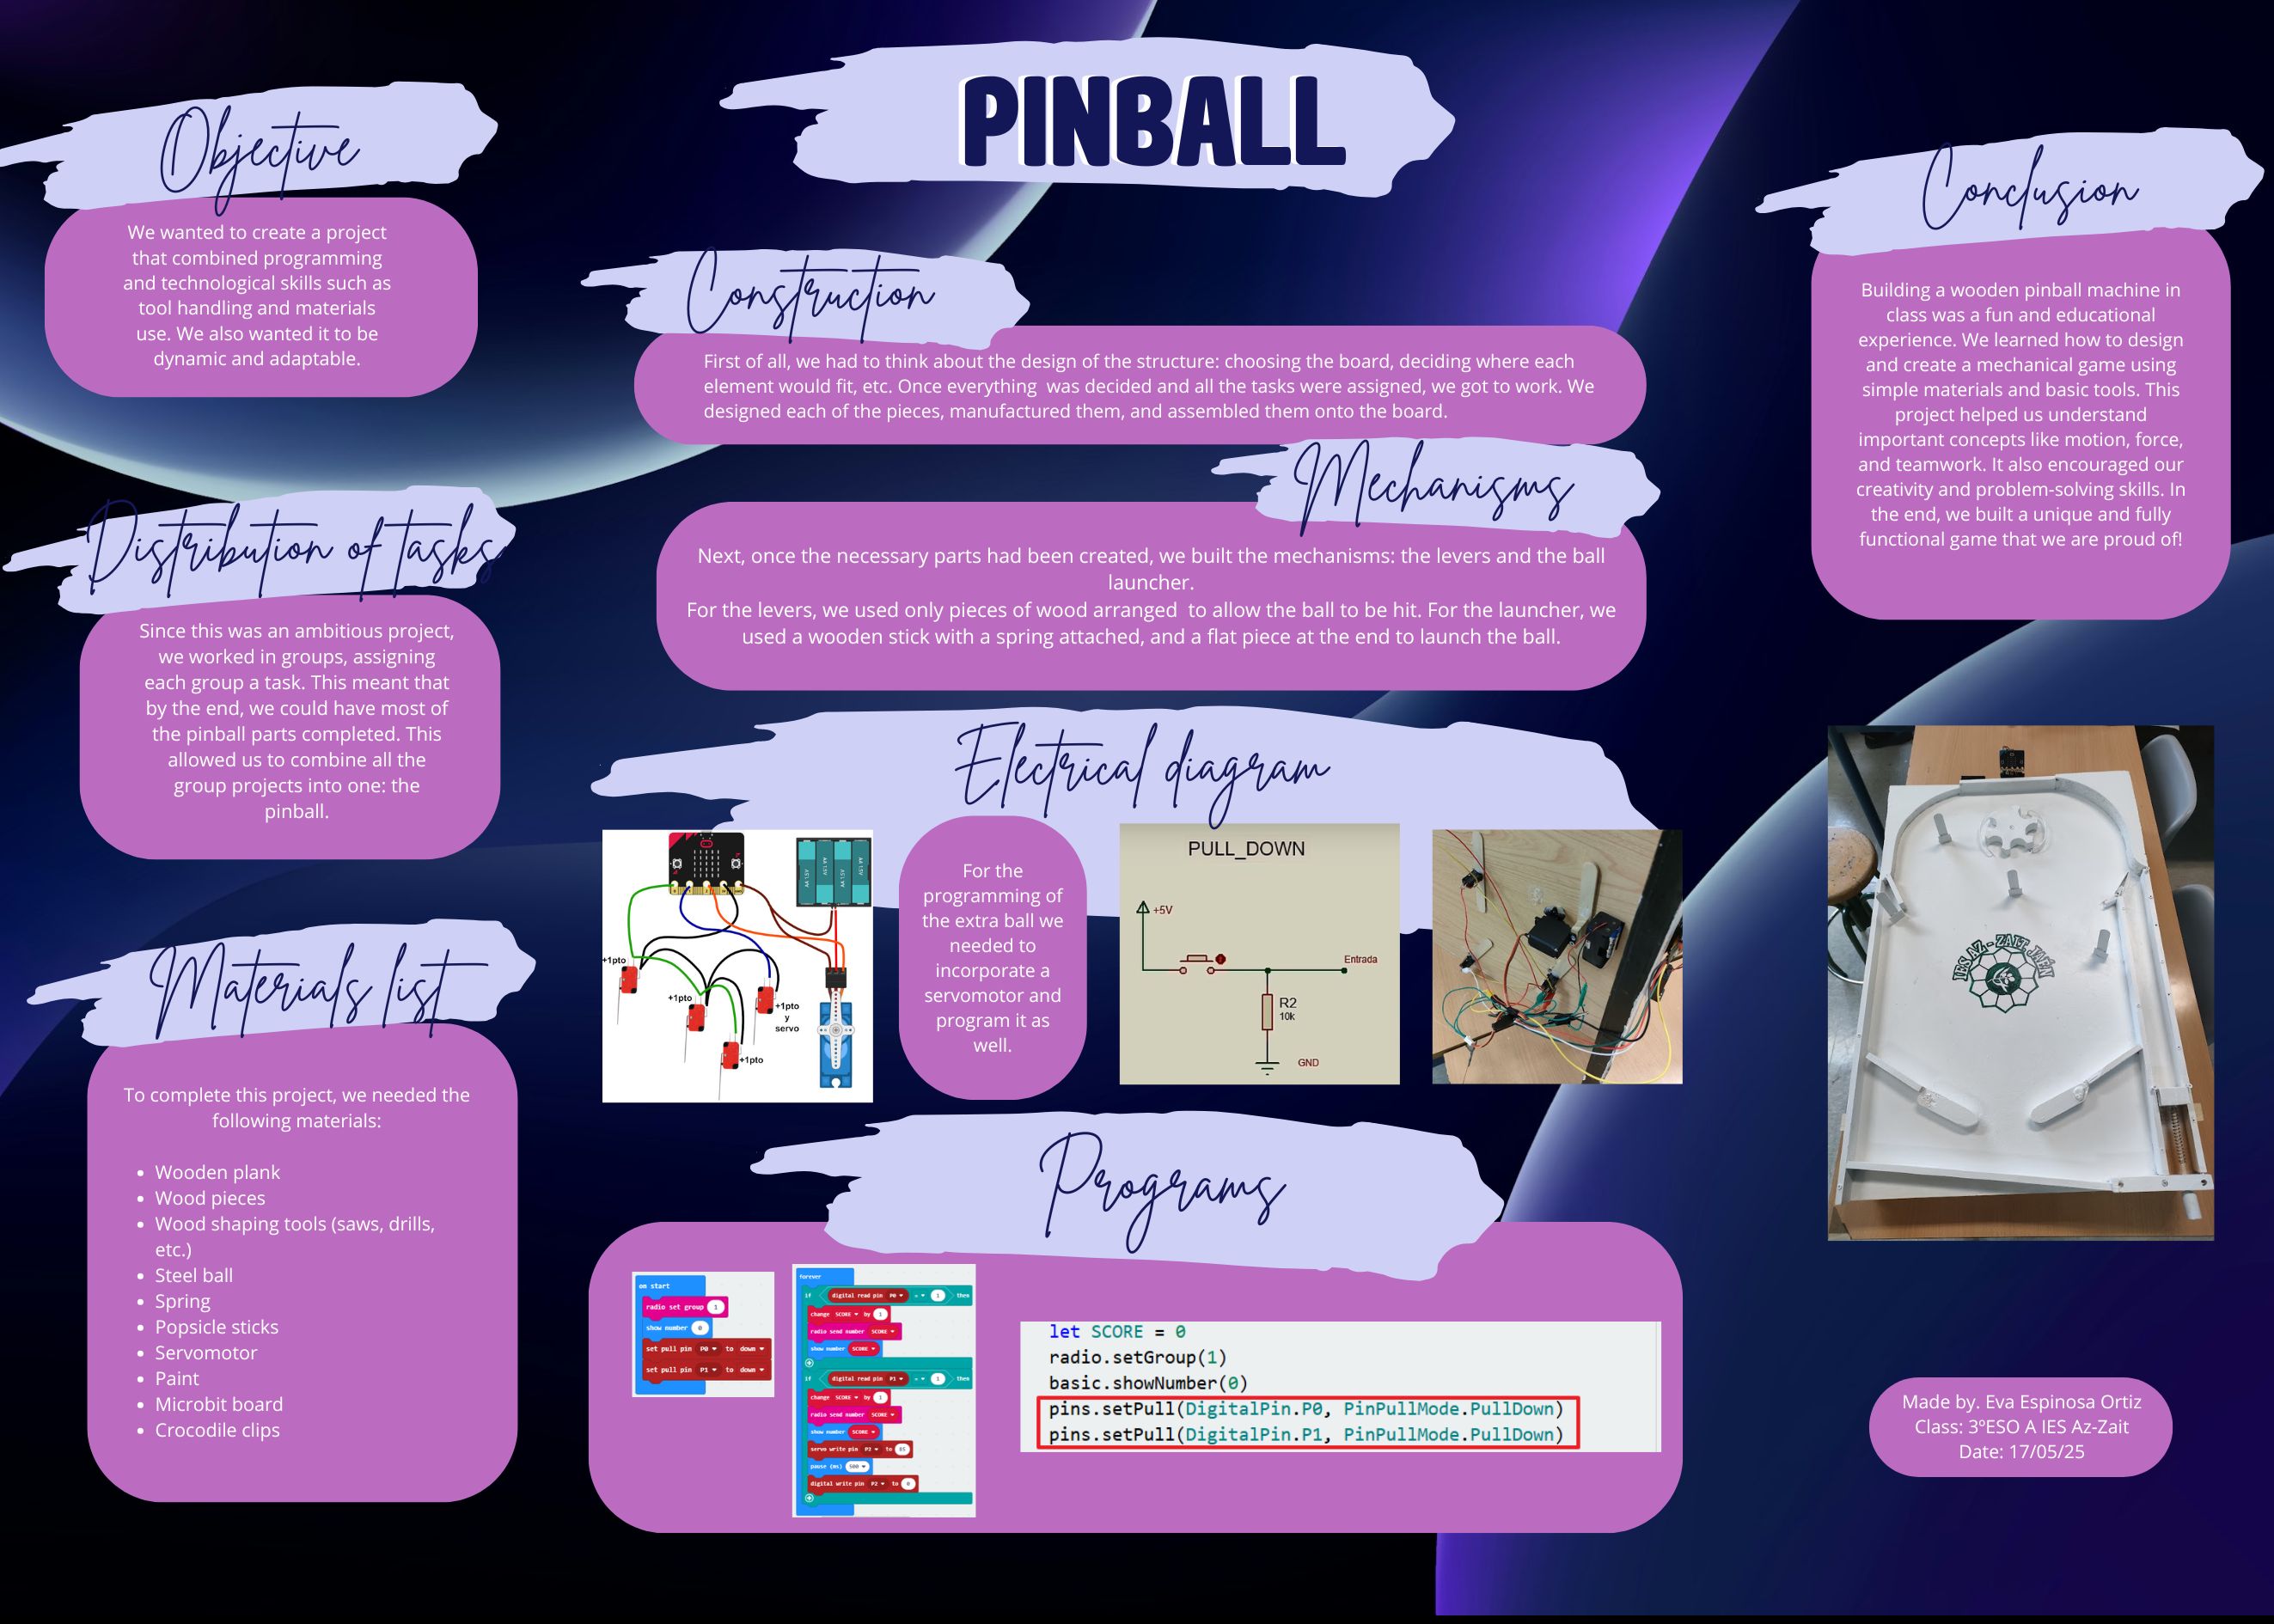 PINBALL
Objective
We wanted to create a project
that combined programming
and technological skills such as
tool handling and materials
use. We also wanted it to be
dynamic and adaptable.
Distribution of tasks
Since this was an ambitious project,
we worked in groups, assigning
each group a task. This meant that
by the end, we could have most of
the pinball parts completed. This
allowed us to combine all the
group projects into one: the
pinball.
Materials list
To complete this project, we needed the
following materials:
Wooden plank
Wood pieces
Wood shaping tools (saws, drills,
etc.)
Steel ball
Spring
Popsicle sticks
Servomotor
Paint
Microbit board
Crocodile clips
Construction
First of all, we had to think about the design of the structure: choosing the board, deciding where each
element would fit, etc. Once everything  was decided and all the tasks were assigned, we got to work. We
designed each of the pieces, manufactured them, and assembled them onto the board.
Mechanisms
Next, once the necessary parts had been created, we built the mechanisms: the levers and the ball
launcher.
For the levers, we used only pieces of wood arranged  to allow the ball to be hit. For the launcher, we
used a wooden stick with a spring attached, and a flat piece at the end to launch the ball.
Electrical diagram
AA 1.5V
AA 1.5V
AA 1.5V
AA 1.5V
+1pto
+1pto
+1pto
y
servo
+1pto
For the
programming of
the extra ball we
needed to
incorporate a
servomotor and
program it as
well.
PULL_DOWN
+5V
Entrada
R2
10k
GND
Programs
on start
radio set group 1
show number 0
set pull pin P0 to down
set pull pin P1 to down
forever
if digital read pin P0 = 1 then
change SCORE by 1
radio send number SCORE
show number SCORE
if digital read pin P1 = 1 then
change SCORE by 1
radio send number SCORE
show number SCORE
servo write pin P2 to 85
pause (ms) 500
digital write pin P2 to 0
let SCORE = 0
radio.setGroup(1)
basic.showNumber(0)
pins.setPull(DigitalPin.P0, PinPullMode.PullDown)
pins.setPull(DigitalPin.P1, PinPullMode.PullDown)
Conclusion
Building a wooden pinball machine in
class was a fun and educational
experience. We learned how to design
and create a mechanical game using
simple materials and basic tools. This
project helped us understand
important concepts like motion, force,
and teamwork. It also encouraged our
creativity and problem-solving skills. In
the end, we built a unique and fully
functional game that we are proud of!
IES AZ - ZAIT JAÉN
Made by. Eva Espinosa Ortiz
Class: 3ºESO A IES Az-Zait
Date: 17/05/25